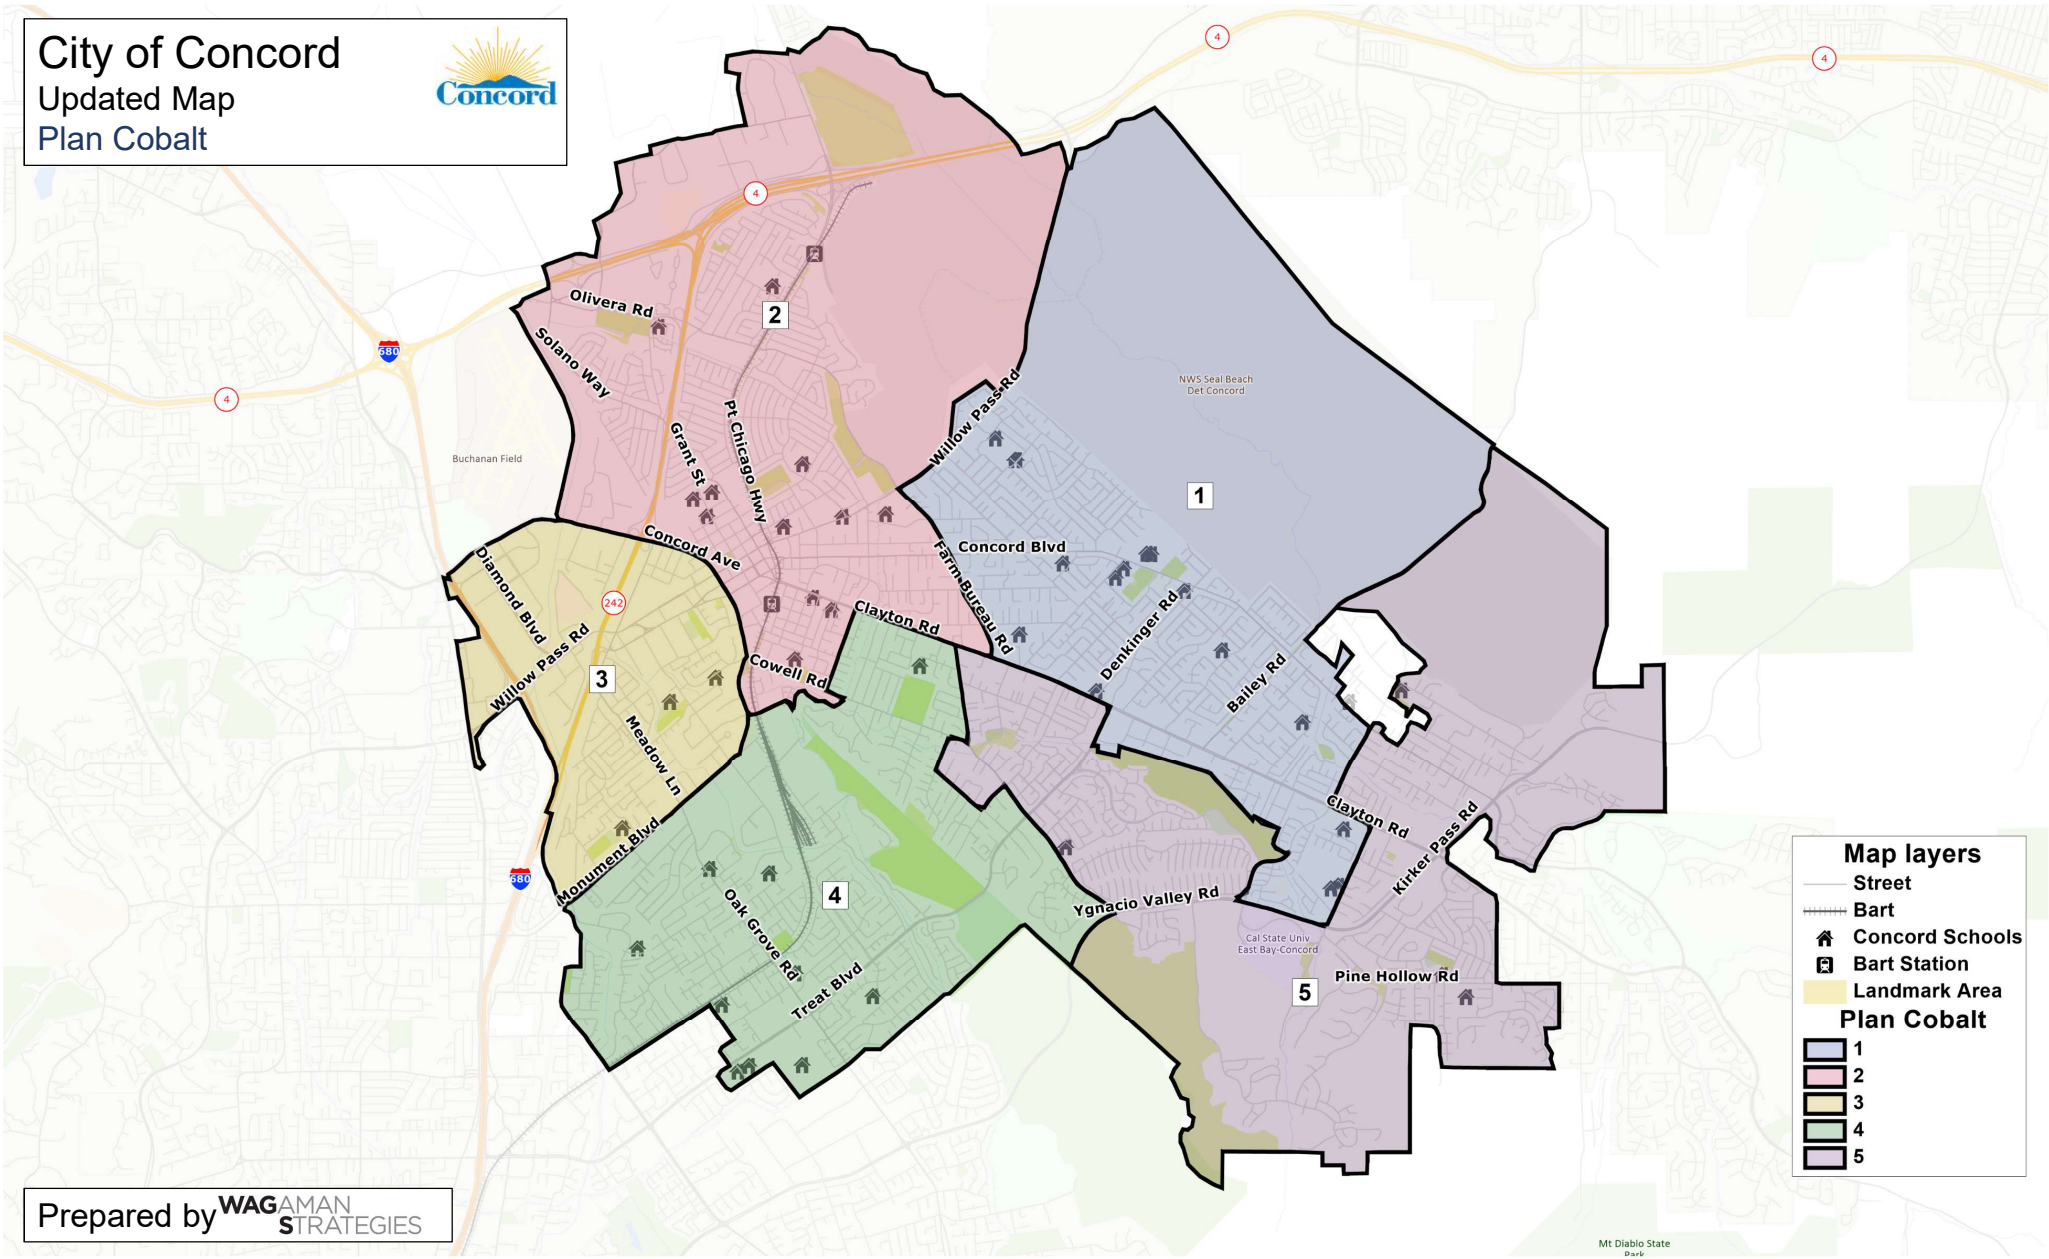 City of Concord
Updated Map
Plan Cobalt
Concord
4
4
4
Olivera Rd
2
Solano Way
680
4
NWS Seal Beach
Det Concord
Willow Pass Rd
Pt Chicago Hwy
Grant St
Buchanan Field
1
Concord Ave
Concord Blvd
Farm Bureau Rd
Diamond Blvd
242
Denkinger Rd
Clayton Rd
Willow Pass Rd
Cowell Rd
3
Bailey Rd
Meadow Ln
Clayton Rd
Kirker Pass Rd
Monument Blvd
680
Oak Grove Rd
4
Ygnacio Valley Rd
Cal State Univ
East Bay-Concord
Treat Blvd
Pine Hollow Rd
5
Map layers
Street
Bart
Concord Schools
Bart Station
Landmark Area
Plan Cobalt
1
2
3
4
5
Prepared by WAGAMAN
STRATEGIES
Mt Diablo State
Park